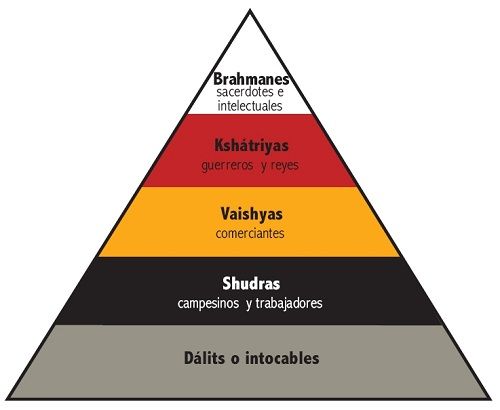 Brahmanes
sacerdotes e
intelectuales
Kshátriyas
guerreros y reyes
Vaishyas
comerciantes
Shudras
campesinos y trabajadores
Dálits o intocables